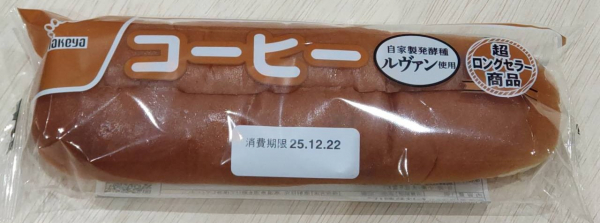 akeya
コーヒー
自家製発酵種
ルヴァン使用
超
ロングセラー
商品
消費期限 25.12.22